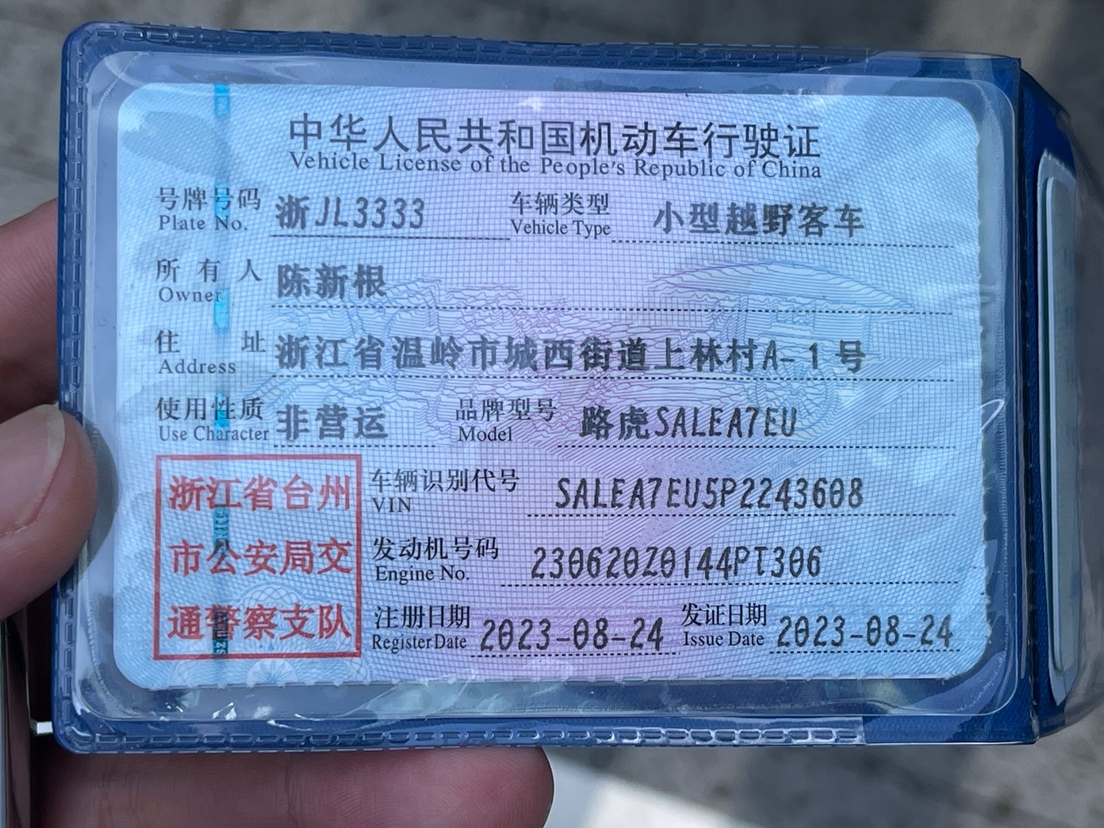 中华人民共和国机动车行驶证
Vehicle License of the People's Republic of China
号牌号码 浙JL3333 车辆类型 小型越野客车
Plate No. Vehicle Type
所有人 陈新根
Owner
住址 浙江省温岭市城西街道上林村A-1号
Address
使用性质 非营运 品牌型号 路虎SALEA7EU
Use Character Model
浙江省台州 车辆识别代号 SALEA7EU5P2243608
VIN
市公安局交 发动机号码 230620Z0144PT306
Engine No.
通警察支队 注册日期 2023-08-24 发证日期 2023-08-24
Register Date Issue Date